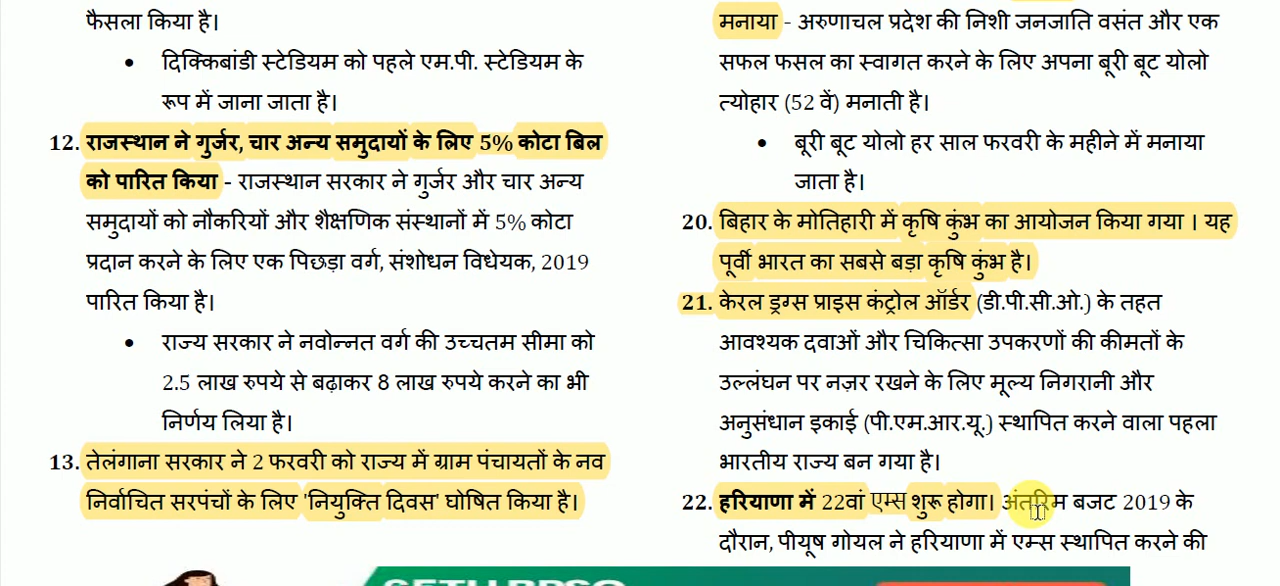 फैसला किया है।
• दिक्किबांडी स्टेडियम को पहले एम.पी. स्टेडियम के
रूप में जाना जाता है।
12. राजस्थान ने गुर्जर, चार अन्य समुदायों के लिए 5% कोटा बिल
को पारित किया - राजस्थान सरकार ने गुर्जर और चार अन्य
समुदायों को नौकरियों और शैक्षणिक संस्थानों में 5% कोटा
प्रदान करने के लिए एक पिछड़ा वर्ग, संशोधन विधेयक, 2019
पारित किया है।
• राज्य सरकार ने नवोन्नत वर्ग की उच्चतम सीमा को
2.5 लाख रुपये से बढ़ाकर 8 लाख रुपये करने का भी
निर्णय लिया है।
13. तेलंगाना सरकार ने 2 फरवरी को राज्य में ग्राम पंचायतों के नव
निर्वाचित सरपंचों के लिए 'नियुक्ति दिवस' घोषित किया है।
मनाया - अरुणाचल प्रदेश की निशी जनजाति वसंत और एक
सफल फसल का स्वागत करने के लिए अपना बूरी बूट योलो
त्योहार (52 वें) मनाती है।
• बूरी बूट योलो हर साल फरवरी के महीने में मनाया
जाता है।
20. बिहार के मोतिहारी में कृषि कुंभ का आयोजन किया गया । यह
पूर्वी भारत का सबसे बड़ा कृषि कुंभ है।
21. केरल ड्रग्स प्राइस कंट्रोल ऑर्डर (डी.पी.सी.ओ.) के तहत
आवश्यक दवाओं और चिकित्सा उपकरणों की कीमतों के
उल्लंघन पर नज़र रखने के लिए मूल्य निगरानी और
अनुसंधान इकाई (पी.एम.आर.यू.) स्थापित करने वाला पहला
भारतीय राज्य बन गया है।
22. हरियाणा में 22वां एम्स शुरू होगा। अंतरिम बजट 2019 के
दौरान, पीयूष गोयल ने हरियाणा में एम्स स्थापित करने की